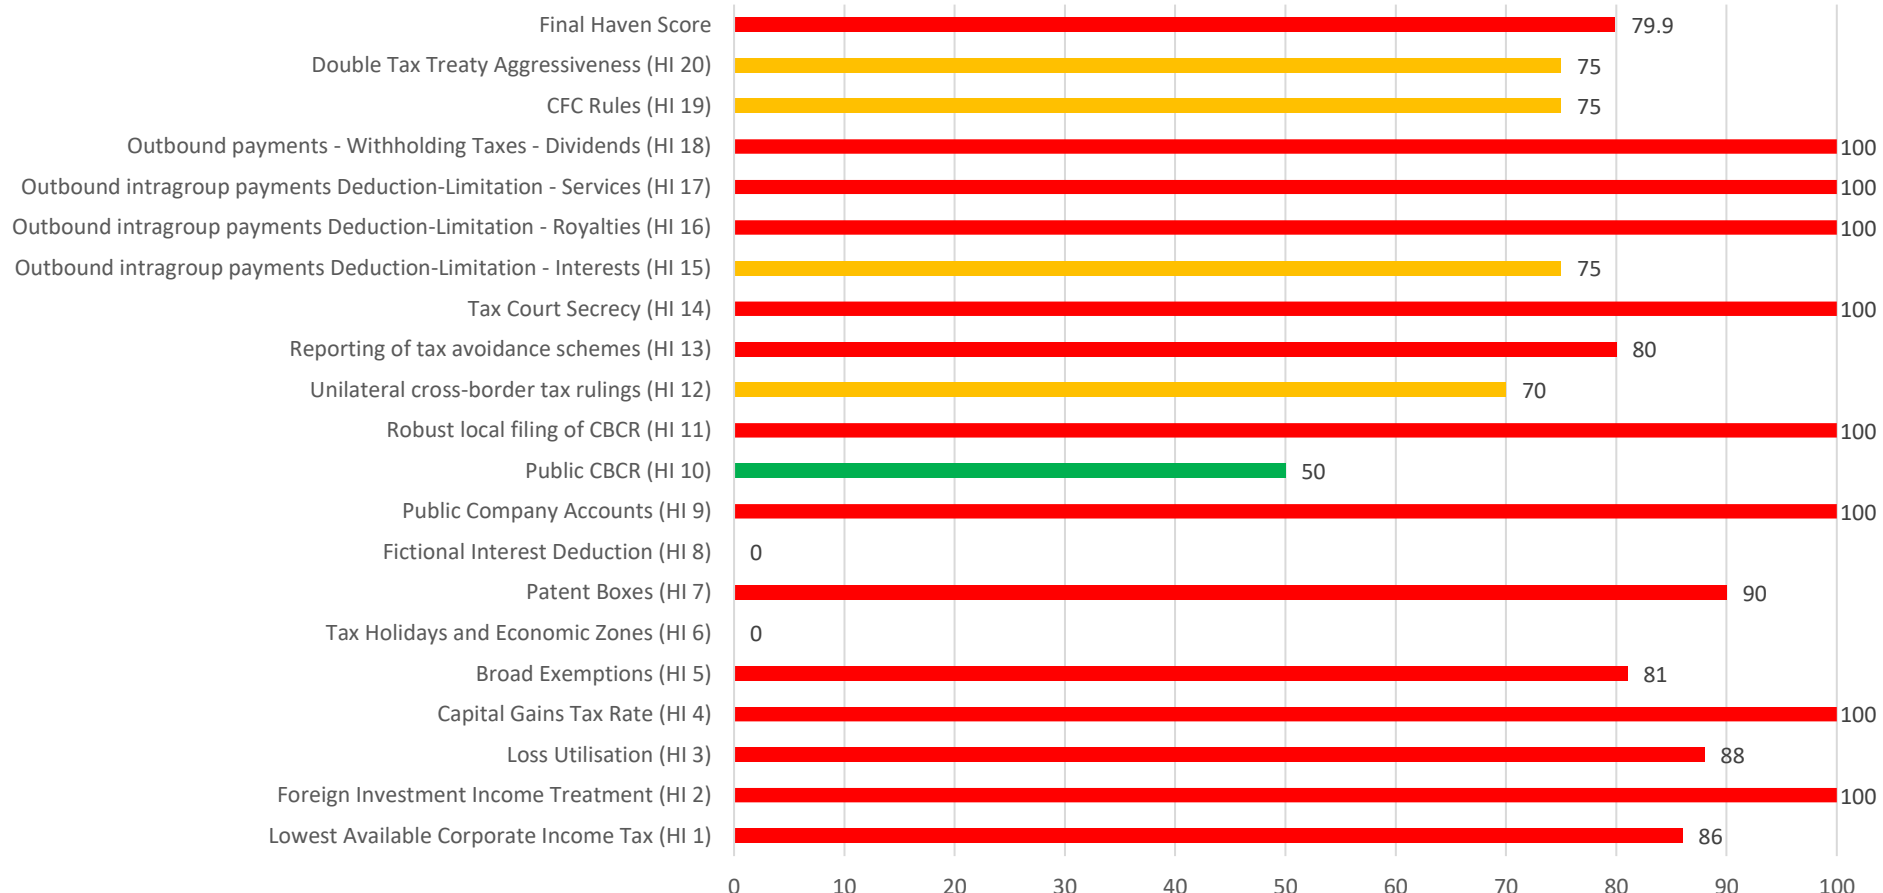 Final Haven Score 79.9
Double Tax Treaty Aggressiveness (HI 20) 75
CFC Rules (HI 19) 75
Outbound payments - Withholding Taxes - Dividends (HI 18) 100
Outbound intragroup payments Deduction-Limitation - Services (HI 17) 100
Outbound intragroup payments Deduction-Limitation - Royalties (HI 16) 100
Outbound intragroup payments Deduction-Limitation - Interests (HI 15) 75
Tax Court Secrecy (HI 14) 100
Reporting of tax avoidance schemes (HI 13) 80
Unilateral cross-border tax rulings (HI 12) 70
Robust local filing of CBCR (HI 11) 100
Public CBCR (HI 10) 50
Public Company Accounts (HI 9) 100
Fictional Interest Deduction (HI 8) 0
Patent Boxes (HI 7) 90
Tax Holidays and Economic Zones (HI 6) 0
Broad Exemptions (HI 5) 81
Capital Gains Tax Rate (HI 4) 100
Loss Utilisation (HI 3) 88
Foreign Investment Income Treatment (HI 2) 100
Lowest Available Corporate Income Tax (HI 1) 86
0 10 20 30 40 50 60 70 80 90 100